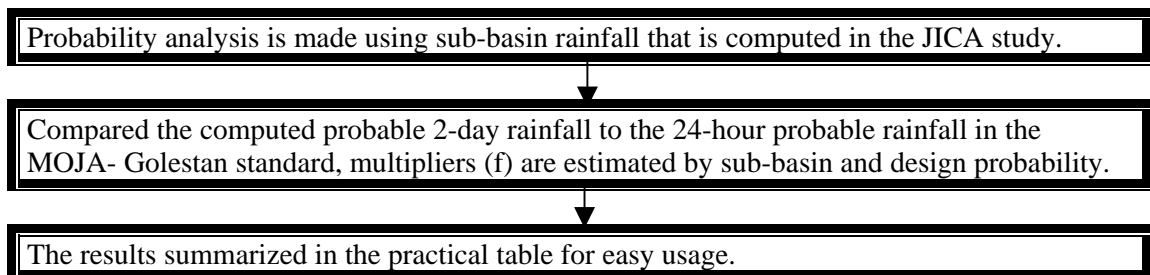 Probability analysis is made using sub-basin rainfall that is computed in the JICA study.
Compared the computed probable 2-day rainfall to the 24-hour probable rainfall in the
MOJA- Golestan standard, multipliers (f) are estimated by sub-basin and design probability.
The results summarized in the practical table for easy usage.